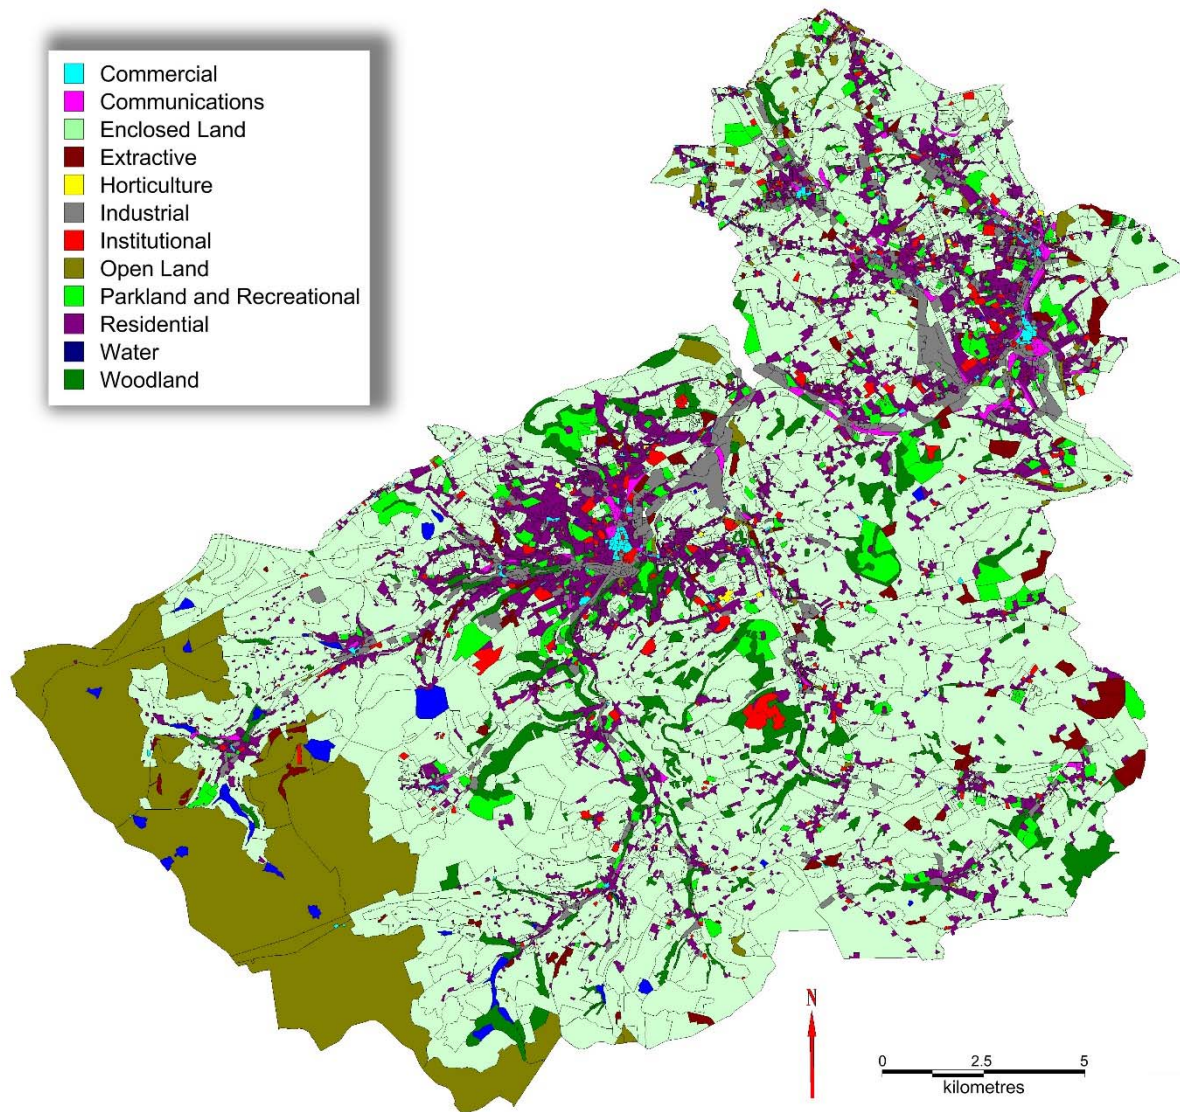 Commercial
Communications
Enclosed Land
Extractive
Horticulture
Industrial
Institutional
Open Land
Parkland and Recreational
Residential
Water
Woodland
N
0 2.5 5
kilometres